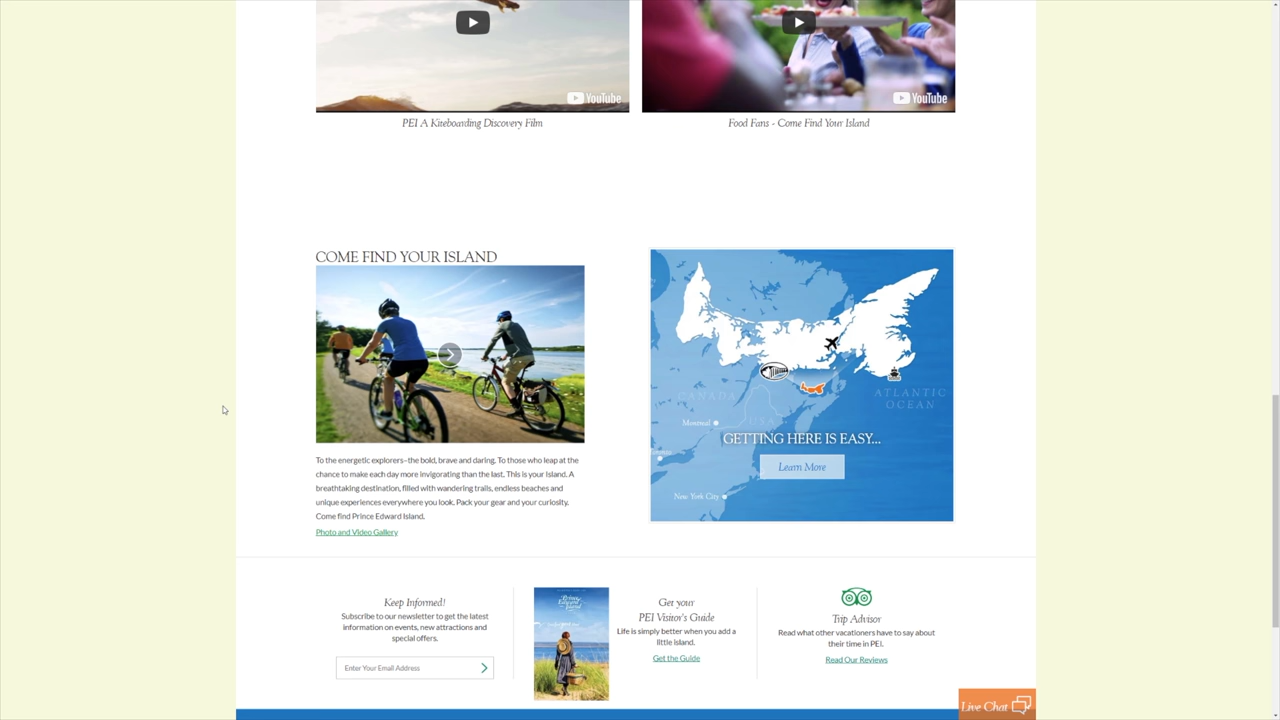 YouTube
YouTube
PEI A Kiteboarding Discovery Film
Food Fans - Come Find Your Island
COME FIND YOUR ISLAND
To the energetic explorers–the bold, brave and daring. To those who leap at the
chance to make each day more invigorating than the last. This is your Island. A
breathtaking destination, filled with wandering trails, endless beaches and
unique experiences everywhere you look. Pack your gear and your curiosity.
Come find Prince Edward Island.
Photo and Video Gallery
CANADA
ATLANTIC
OCEAN
USA
Montreal
GETTING HERE IS EASY...
Learn More
New York City
Keep Informed!
Subscribe to our newsletter to get the latest
information on events, new attractions and
special offers.
Enter Your Email Address
Prince
Edward
Island
Get your
PEI Visitor's Guide
Life is simply better when you add a
little island.
Get the Guide
Trip Advisor
Read what other vacationers have to say about
their time in PEI.
Read Our Reviews
Live Chat